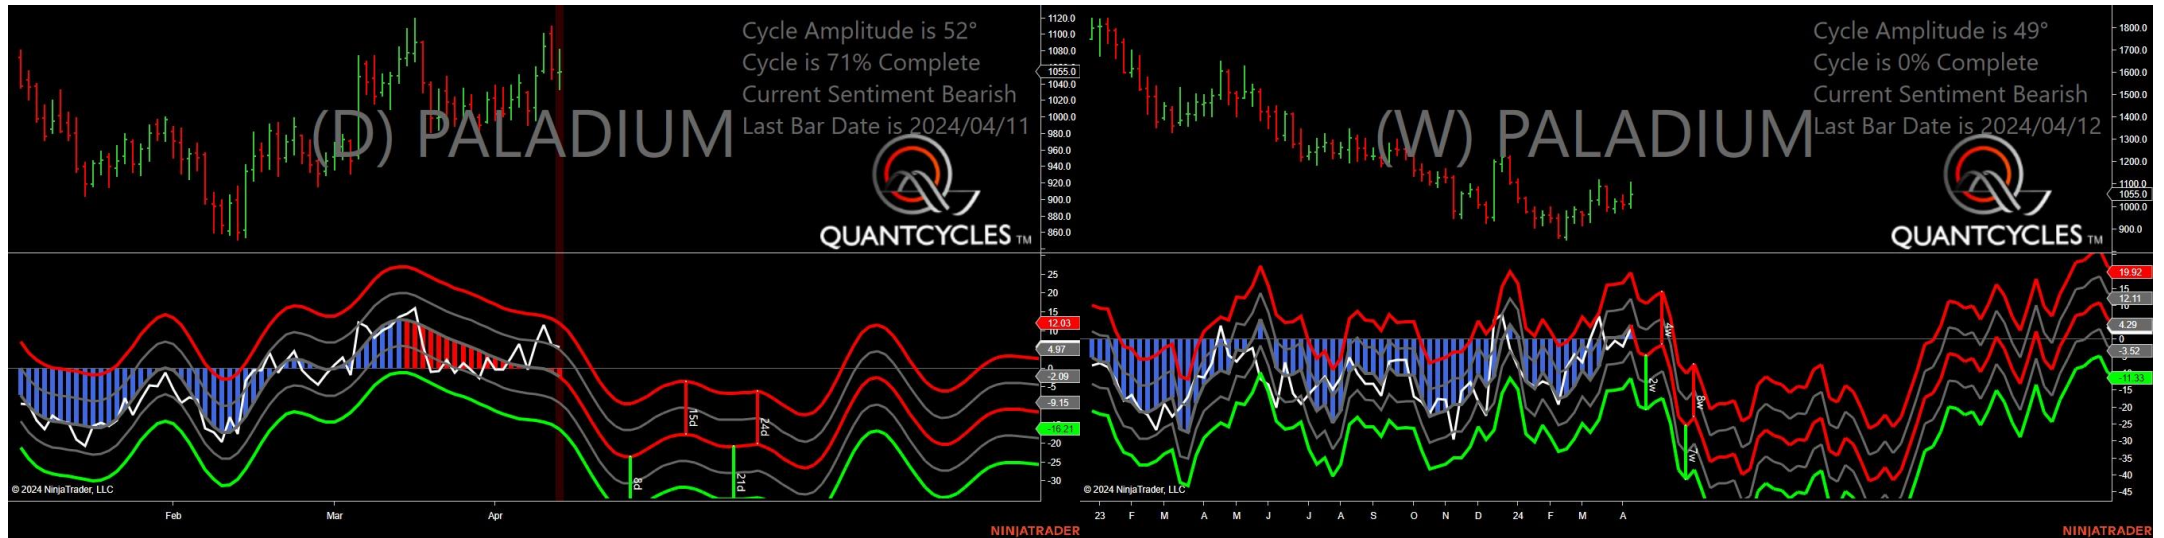 Cycle Amplitude is 52°
Cycle is 71% Complete
Current Sentiment Bearish
Last Bar Date is 2024/04/11
(D) PALADIUM
QUANTCYCLES TM
1120.0
1100.0
1080.0
1055.0
1040.0
1020.0
1000.0
980.0
960.0
940.0
920.0
900.0
880.0
860.0
25
20
15
12.03
4.97
-2.09
-5
-9.15
-16.21
-20
-25
-30
8d
15d
21d
24d
© 2024 NinjaTrader, LLC
Feb Mar Apr
NINJATRADER
Cycle Amplitude is 49°
Cycle is 0% Complete
Current Sentiment Bearish
Last Bar Date is 2024/04/12
(W) PALADIUM
QUANTCYCLES TM
1800.0
1700.0
1600.0
1500.0
1400.0
1300.0
1200.0
1100.0
1055.0
1000.0
900.0
19.92
15
12.11
4.29
0
-3.52
-11.33
-15
-20
-25
-30
-35
-40
-45
2w
4w
7w
8w
© 2024 NinjaTrader, LLC
23 F M A M J J A S O N D 24 F M A
NINJATRADER